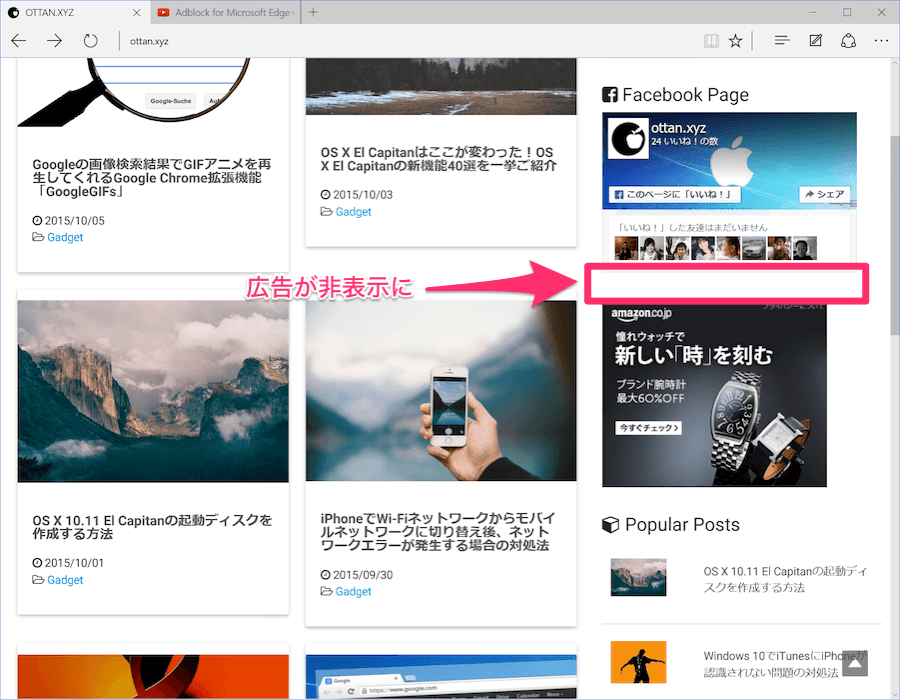 OTTAN.XYZ
Adblock for Microsoft Edge
ottan.xyz
Google-Suche
Googleの画像検索結果でGIFアニメを再
生してくれるGoogle Chrome拡張機能
「GoogleGIFs」
2015/10/05
Gadget
OS X El Capitanはここが変わった！OS
X El Capitanの新機能40選を一挙ご紹介
2015/10/03
Gadget
Facebook Page
ottan.xyz
24 いいね！の数
このページに「いいね！」
シェア
「いいね！」した友達はまだいません
広告が非表示に
amazon.co.jp
憧れウォッチで
新しい「時」を刻む
ブランド腕時計
最大60%OFF
今すぐチェック
OS X 10.11 El Capitanの起動ディスクを
作成する方法
2015/10/01
Gadget
iPhoneでWi-Fiネットワークからモバイ
ルネットワークに切り替え後、ネット
ワークエラーが発生する場合の対処法
2015/09/30
Gadget
Popular Posts
OS X 10.11 El Capitanの起動ディ
スクを作成する方法
Windows 10でiTunesにiPhoneが
認識されない問題の対処法
Google
https://www.google.com